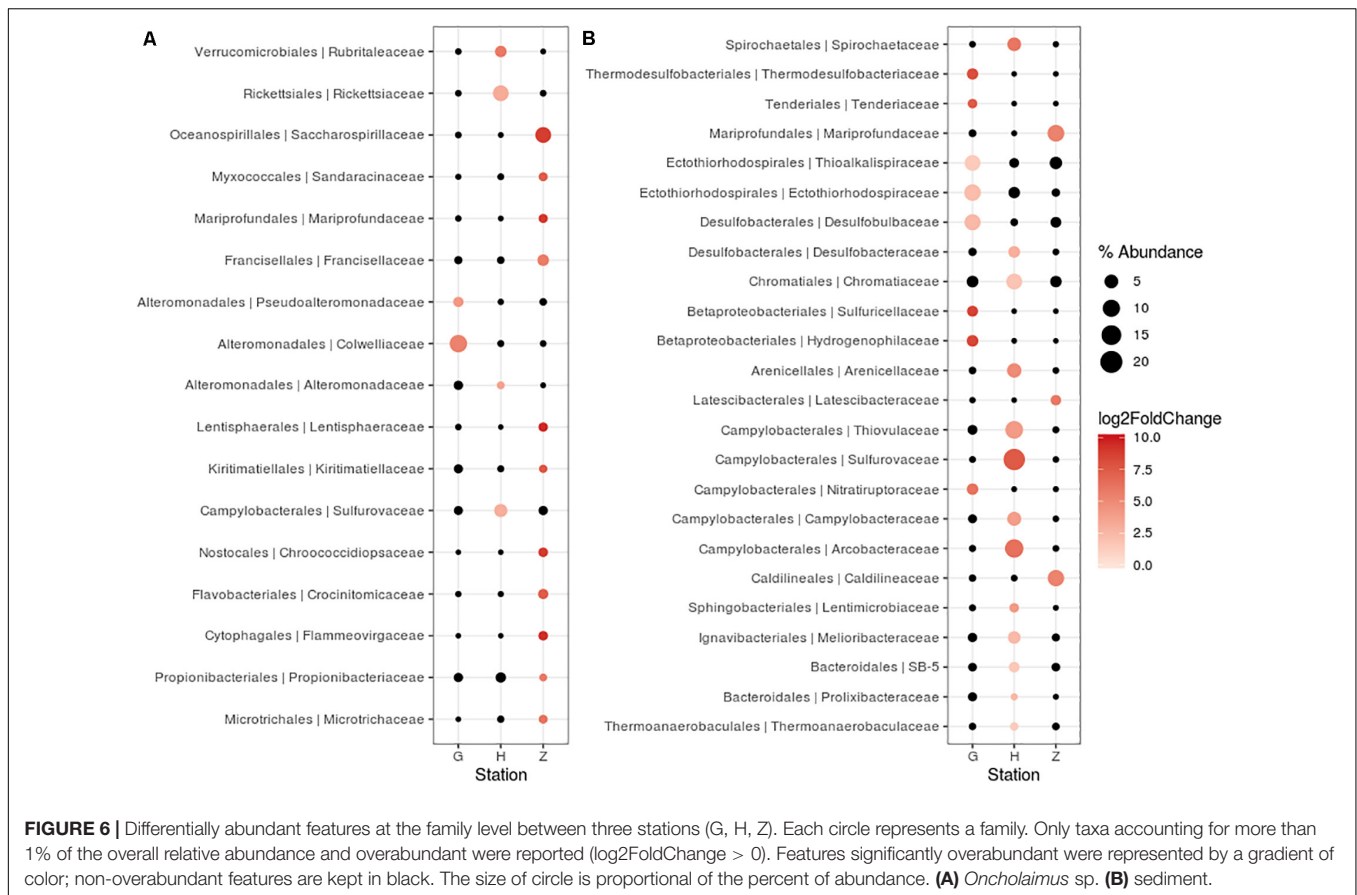 A
Verrucomicrobiales | Rubritaleaceae
Rickettsiales | Rickettsiaceae
Oceanospirillales | Saccharospirillaceae
Myxococcales | Sandaracinaceae
Mariprofundales | Mariprofundaceae
Francisellales | Francisellaceae
Alteromonadales | Pseudoalteromonadaceae
Alteromonadales | Colwelliaceae
Alteromonadales | Alteromonadaceae
Lentisphaerales | Lentisphaeraceae
Kiritimatiellales | Kiritimatiellaceae
Campylobacterales | Sulfurovaceae
Nostocales | Chroococcidiopsaceae
Flavobacteriales | Crocinitomicaceae
Cytophagales | Flammeovirgaceae
Propionibacteriales | Propionibacteriaceae
Microtrichales | Microtrichaceae
G H Z
Station
B
Spirochaetales | Spirochaetaceae
Thermodesulfobacteriales | Thermodesulfobacteriaceae
Tenderiales | Tenderiaceae
Mariprofundales | Mariprofundaceae
Ectothiorhodospirales | Thioalkalispiraceae
Ectothiorhodospirales | Ectothiorhodospiraceae
Desulfobacterales | Desulfobulbaceae
Desulfobacterales | Desulfobacteraceae
Chromatiales | Chromatiaceae
Betaproteobacteriales | Sulfuricellaceae
Betaproteobacteriales | Hydrogenophilaceae
Arenicellales | Arenicellaceae
Latescibacterales | Latescibacteraceae
Campylobacterales | Thiovulaceae
Campylobacterales | Sulfurovaceae
Campylobacterales | Nitratiruptoraceae
Campylobacterales | Campylobacteraceae
Campylobacterales | Arcobacteraceae
Caldilineales | Caldilineaceae
Sphingobacteriales | Lentimicrobiaceae
Ignavibacteriales | Melioribacteraceae
Bacteroidales | SB-5
Bacteroidales | Prolixibacteraceae
Thermoanaerobaculales | Thermoanaerobaculaceae
G H Z
Station
% Abundance
5
10
15
20
log2FoldChange
10.0
7.5
5.0
2.5
0.0
FIGURE 6 | Differentially abundant features at the family level between three stations (G, H, Z). Each circle represents a family. Only taxa accounting for more than
1% of the overall relative abundance and overabundant were reported (log2FoldChange > 0). Features significantly overabundant were represented by a gradient of
color; non-overabundant features are kept in black. The size of circle is proportional of the percent of abundance. (A) Oncholaimus sp. (B) sediment.